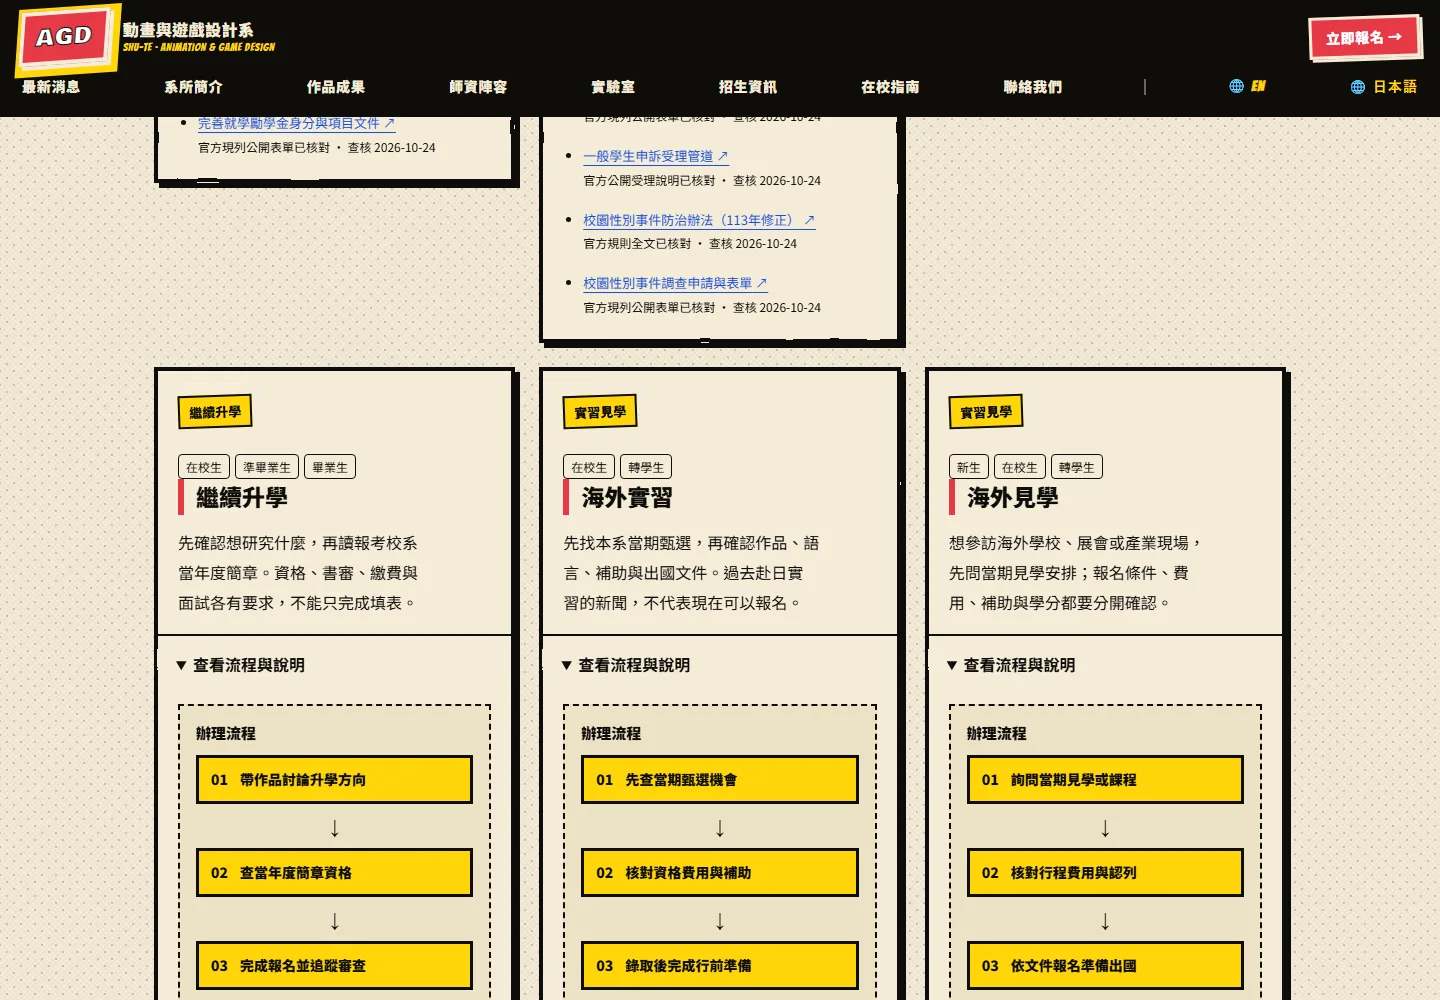 AGD
動畫與遊戲設計系
SHU-TE · ANIMATION & GAME DESIGN
立即報名 →
最新消息
系所簡介
作品成果
師資陣容
實驗室
招生資訊
在校指南
聯絡我們
EN
日本語
完善就學勵學金身分與項目文件 ↗
官方現列公開表單已核對 · 查核 2026-10-24
官方現列公開表單已核對 · 查核 2026-10-24
一般學生申訴受理管道 ↗
官方公開受理說明已核對 · 查核 2026-10-24
校園性別事件防治辦法（113年修正） ↗
官方規則全文已核對 · 查核 2026-10-24
校園性別事件調查申請與表單 ↗
官方現列公開表單已核對 · 查核 2026-10-24
繼續升學
在校生 準畢業生 畢業生
繼續升學
先確認想研究什麼，再讀報考校系
當年度簡章。資格、書審、繳費與
面試各有要求，不能只完成填表。
▼ 查看流程與說明
辦理流程
01 帶作品討論升學方向
↓
02 查當年度簡章資格
↓
03 完成報名並追蹤審查
實習見學
在校生 轉學生
海外實習
先找本系當期甄選，再確認作品、語
言、補助與出國文件。過去赴日實
習的新聞，不代表現在可以報名。
▼ 查看流程與說明
辦理流程
01 先查當期甄選機會
↓
02 核對資格費用與補助
↓
03 錄取後完成行前準備
實習見學
新生 在校生 轉學生
海外見學
想參訪海外學校、展會或產業現場，
先問當期見學安排；報名條件、費
用、補助與學分都要分開確認。
▼ 查看流程與說明
辦理流程
01 詢問當期見學或課程
↓
02 核對行程費用與認列
↓
03 依文件報名準備出國